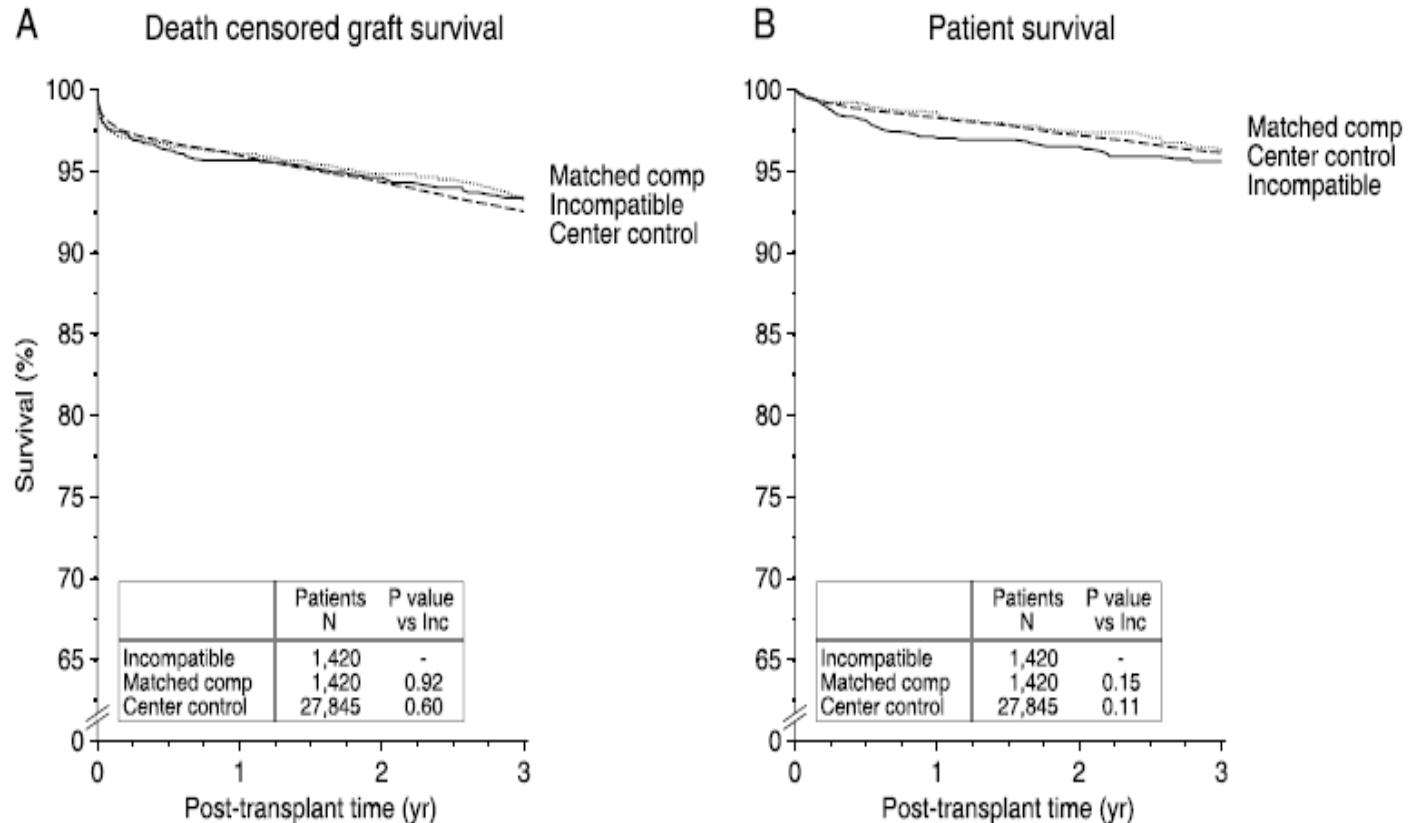 A
Death censored graft survival
100
95
90
85
80
75
70
65
0
Survival (%)
Matched comp
Incompatible
Center control
Patients P value
N vs Inc
Incompatible 1,420 -
Matched comp 1,420 0.92
Center control 27,845 0.60
0 1 2 3
Post-transplant time (yr)
B
Patient survival
100
95
90
85
80
75
70
65
0
Matched comp
Center control
Incompatible
Patients P value
N vs Inc
Incompatible 1,420 -
Matched comp 1,420 0.15
Center control 27,845 0.11
0 1 2 3
Post-transplant time (yr)